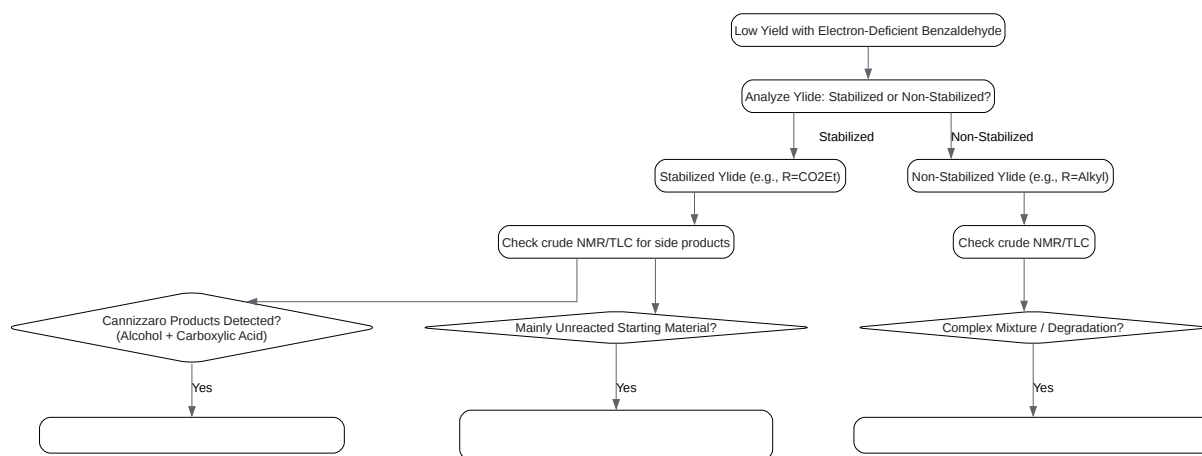 Low Yield with Electron-Deficient Benzaldehyde
Analyze Ylide: Stabilized or Non-Stabilized?
Stabilized
Non-Stabilized
Stabilized Ylide (e.g., R=CO2Et)
Non-Stabilized Ylide (e.g., R=Alkyl)
Check crude NMR/TLC for side products
Check crude NMR/TLC
Cannizzaro Products Detected?
(Alcohol + Carboxylic Acid)
Mainly Unreacted Starting Material?
Complex Mixture / Degradation?
Yes
Yes
Yes